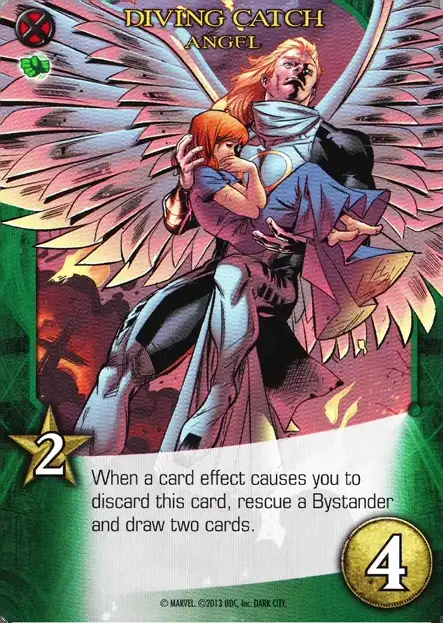 DIVING CATCH
ANGEL
2
When a card effect causes you to
discard this card, rescue a Bystander
and draw two cards.
4
© MARVEL. ©2013 UDC, Inc. DARK CITY.